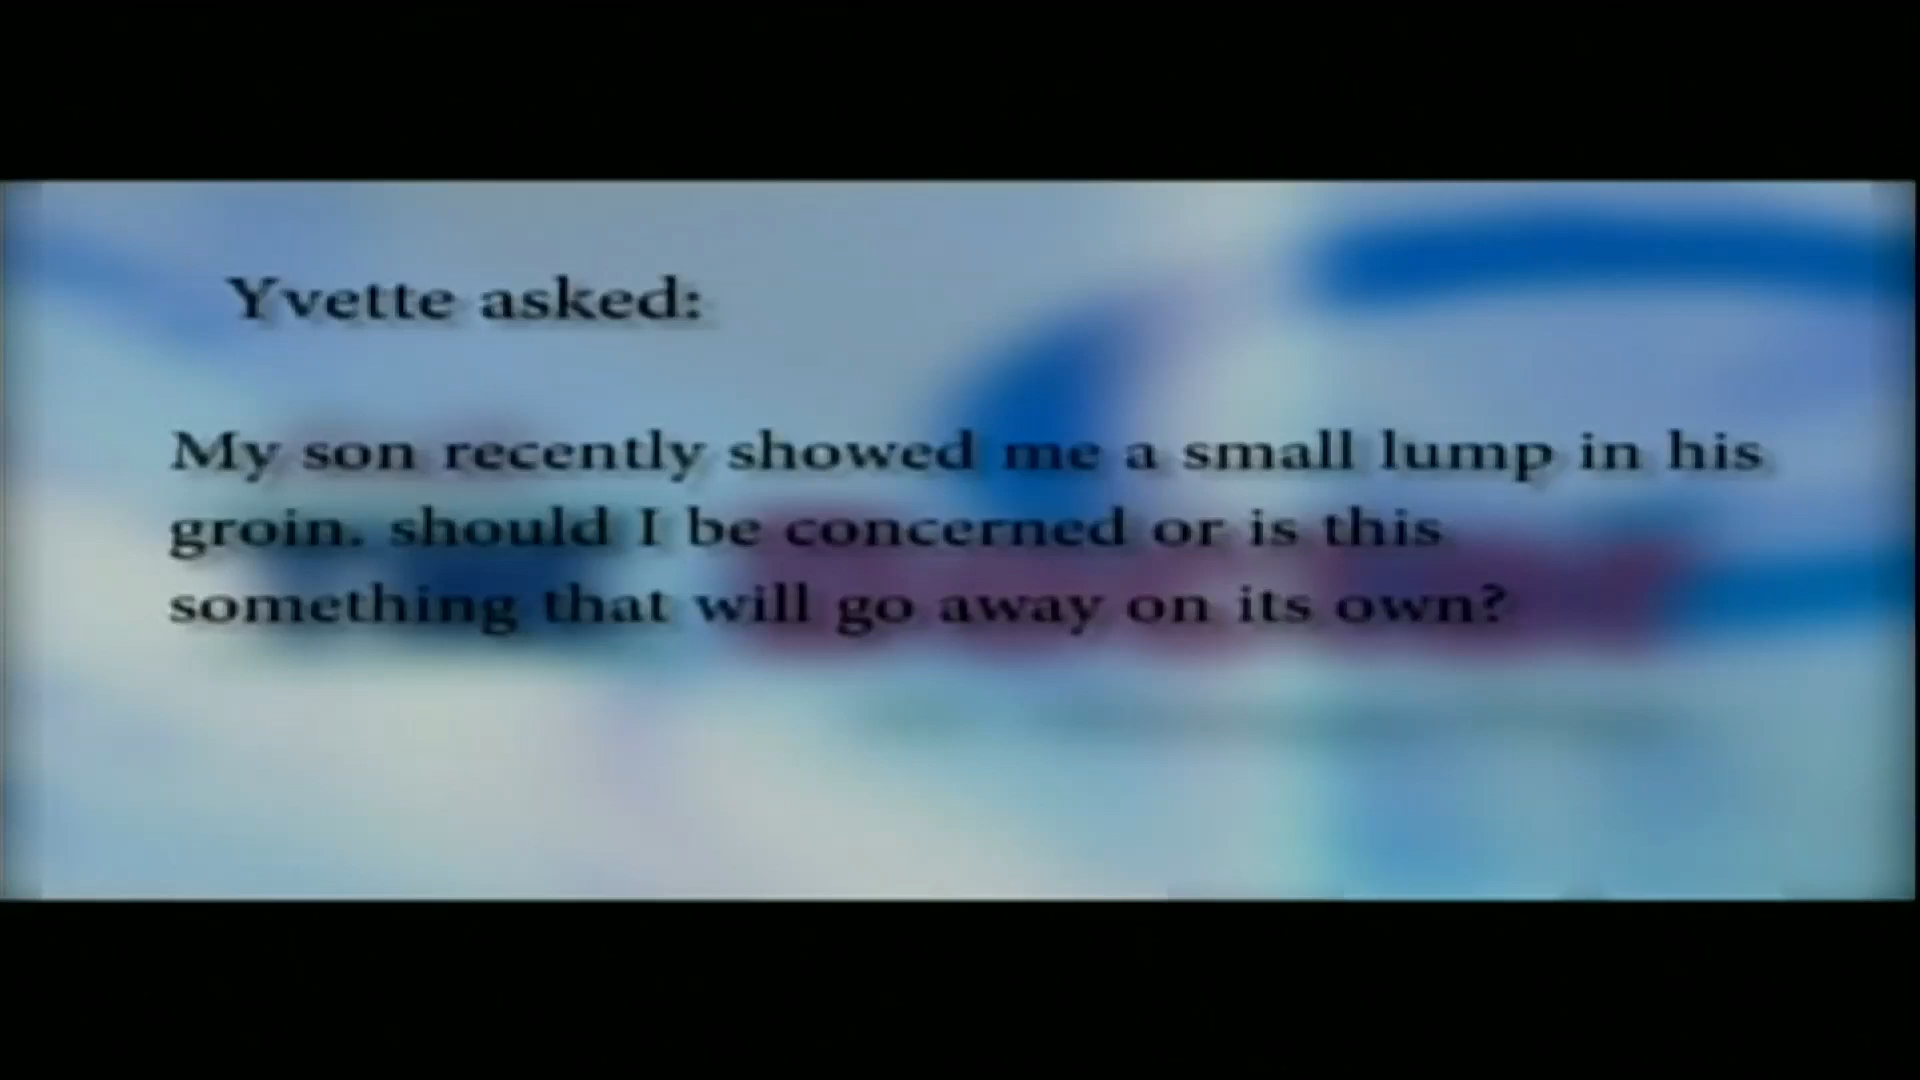 Yvette asked:
My son recently showed me a small lump in his
groin. should I be concerned or is this
something that will go away on its own?